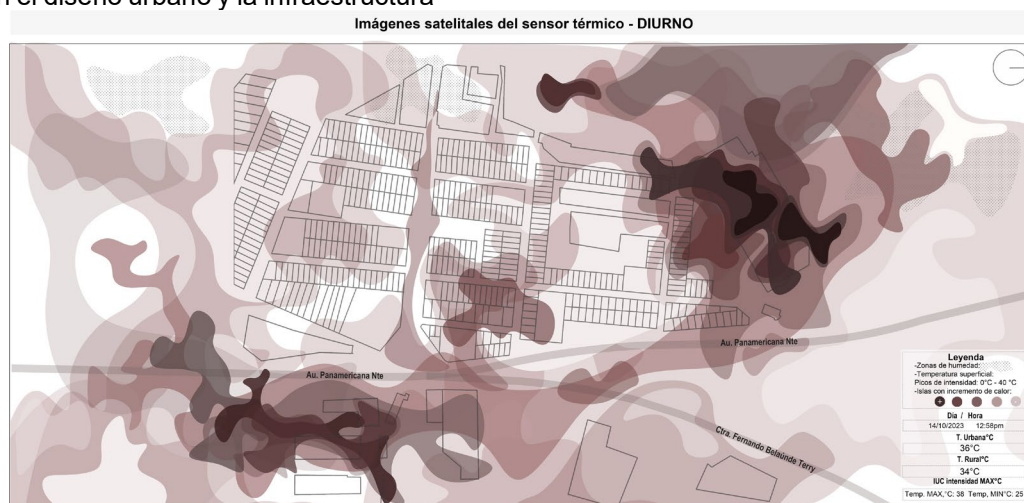 el diseño urbano y la infraestructura
Imágenes satelitales del sensor térmico - DIURNO
Au. Panamericana Nte
Au. Panamericana Nte
Ctra. Fernando Belaúnde Terry
Leyenda
-Zonas de humedad:
-Temperatura superficial:
Picos de intensidad: 0°C - 40 °C
-Islas con incremento de calor:
+ -
Día / Hora
14/10/2023 12:58pm
T. Urbana°C
36°C
T. Rural°C
34°C
IUC intensidad MAX°C
Temp. MAX,°C: 38 Temp, MIN°C: 25